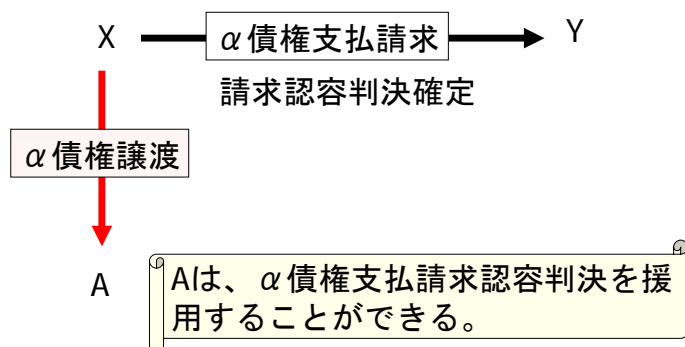 X
α債権支払請求
Y
請求認容判決確定
α債権譲渡
A
Aは、α債権支払請求認容判決を援
用することができる。